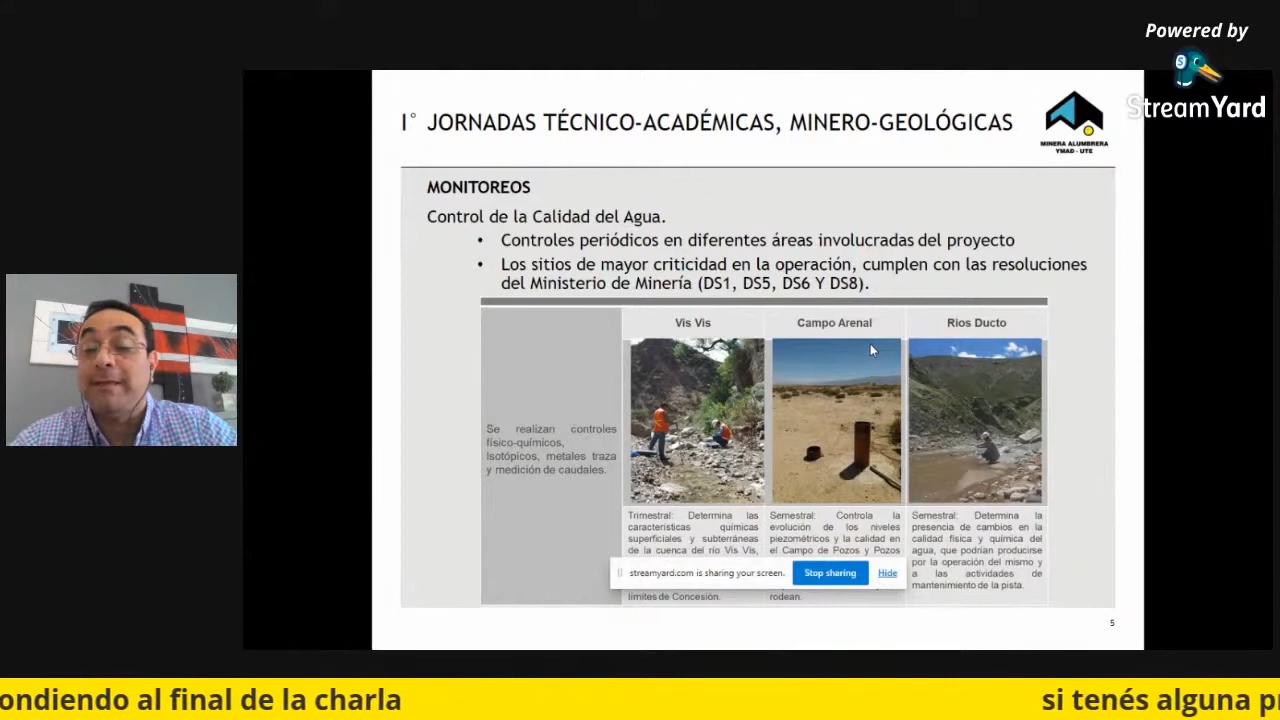 Powered by
StreamYard
I° JORNADAS TÉCNICO-ACADÉMICAS, MINERO-GEOLÓGICAS
MINERA ALUMBRERA
YMAD - UTE
MONITOREOS
Control de la Calidad del Agua.
• Controles periódicos en diferentes áreas involucradas del proyecto
• Los sitios de mayor criticidad en la operación, cumplen con las resoluciones
del Ministerio de Minería (DS1, DS5, DS6 Y DS8).
Vis Vis
Campo Arenal
Rios Ducto
Se realizan controles
físico-químicos,
Isotópicos, metales traza
y medición de caudales.
Trimestral: Determina las
características químicas
superficiales y subterráneas
de la cuenca del río Vis Vis,
límites de Concesión.
Semestral: Controla la
evolución de los niveles
piezométricos y la calidad en
el Campo de Pozos y Pozos
rodean.
Semestral: Determina la
presencia de cambios en la
calidad física y química del
agua, que podrían producirse
por la operación del mismo y
a las actividades de
mantenimiento de la pista.
streamyard.com is sharing your screen.
Stop sharing
Hide
5
ondiendo al final de la charla
si tenés alguna p